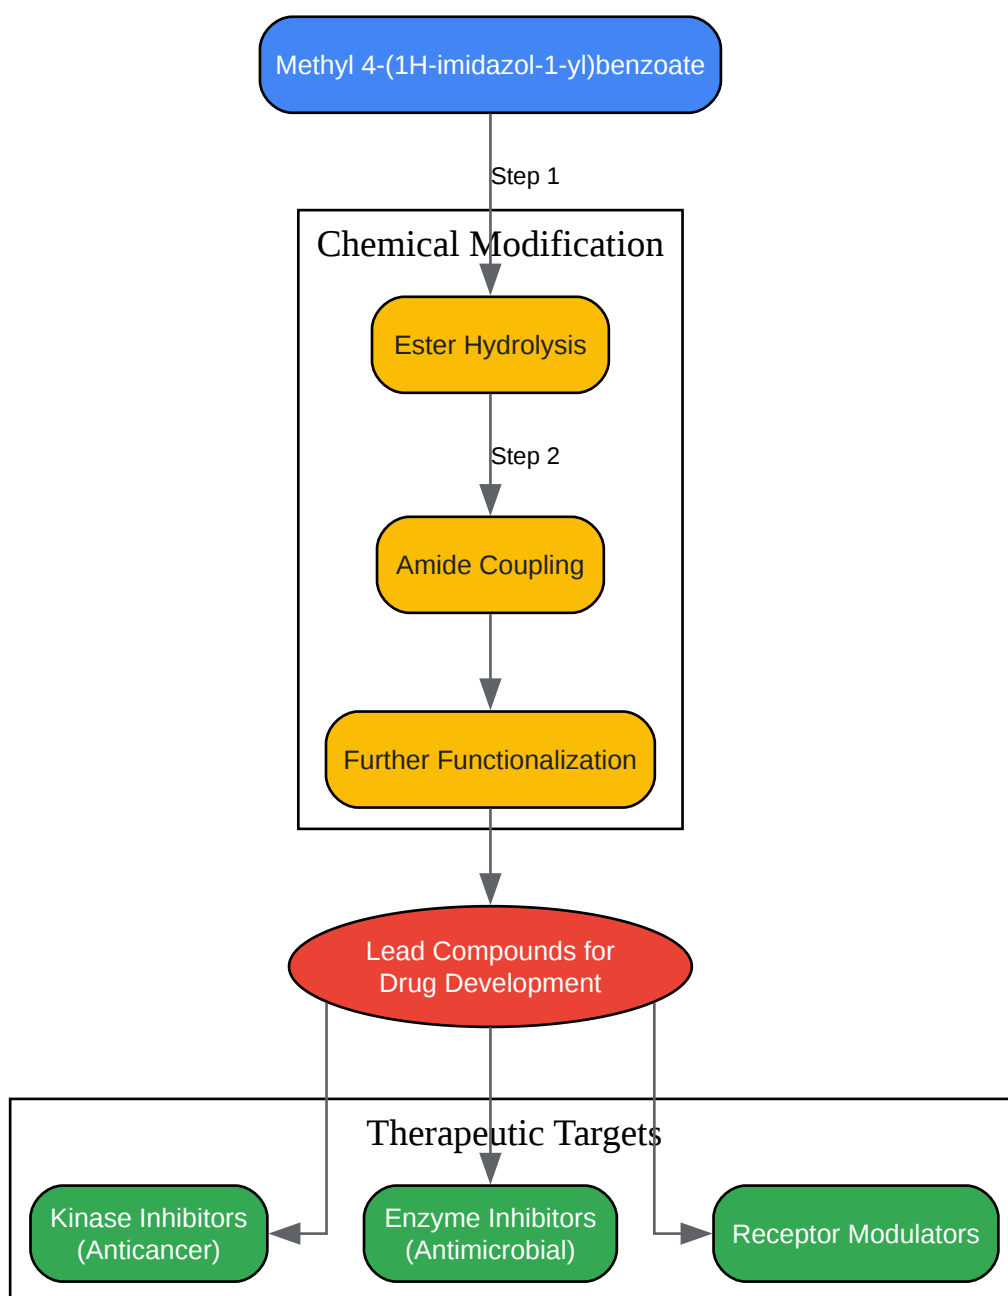 Methyl 4-(1H-imidazol-1-yl)benzoate
Step 1
Chemical Modification
Ester Hydrolysis
Step 2
Amide Coupling
Further Functionalization
Lead Compounds for
Drug Development
Therapeutic Targets
Kinase Inhibitors
(Anticancer)
Enzyme Inhibitors
(Antimicrobial)
Receptor Modulators